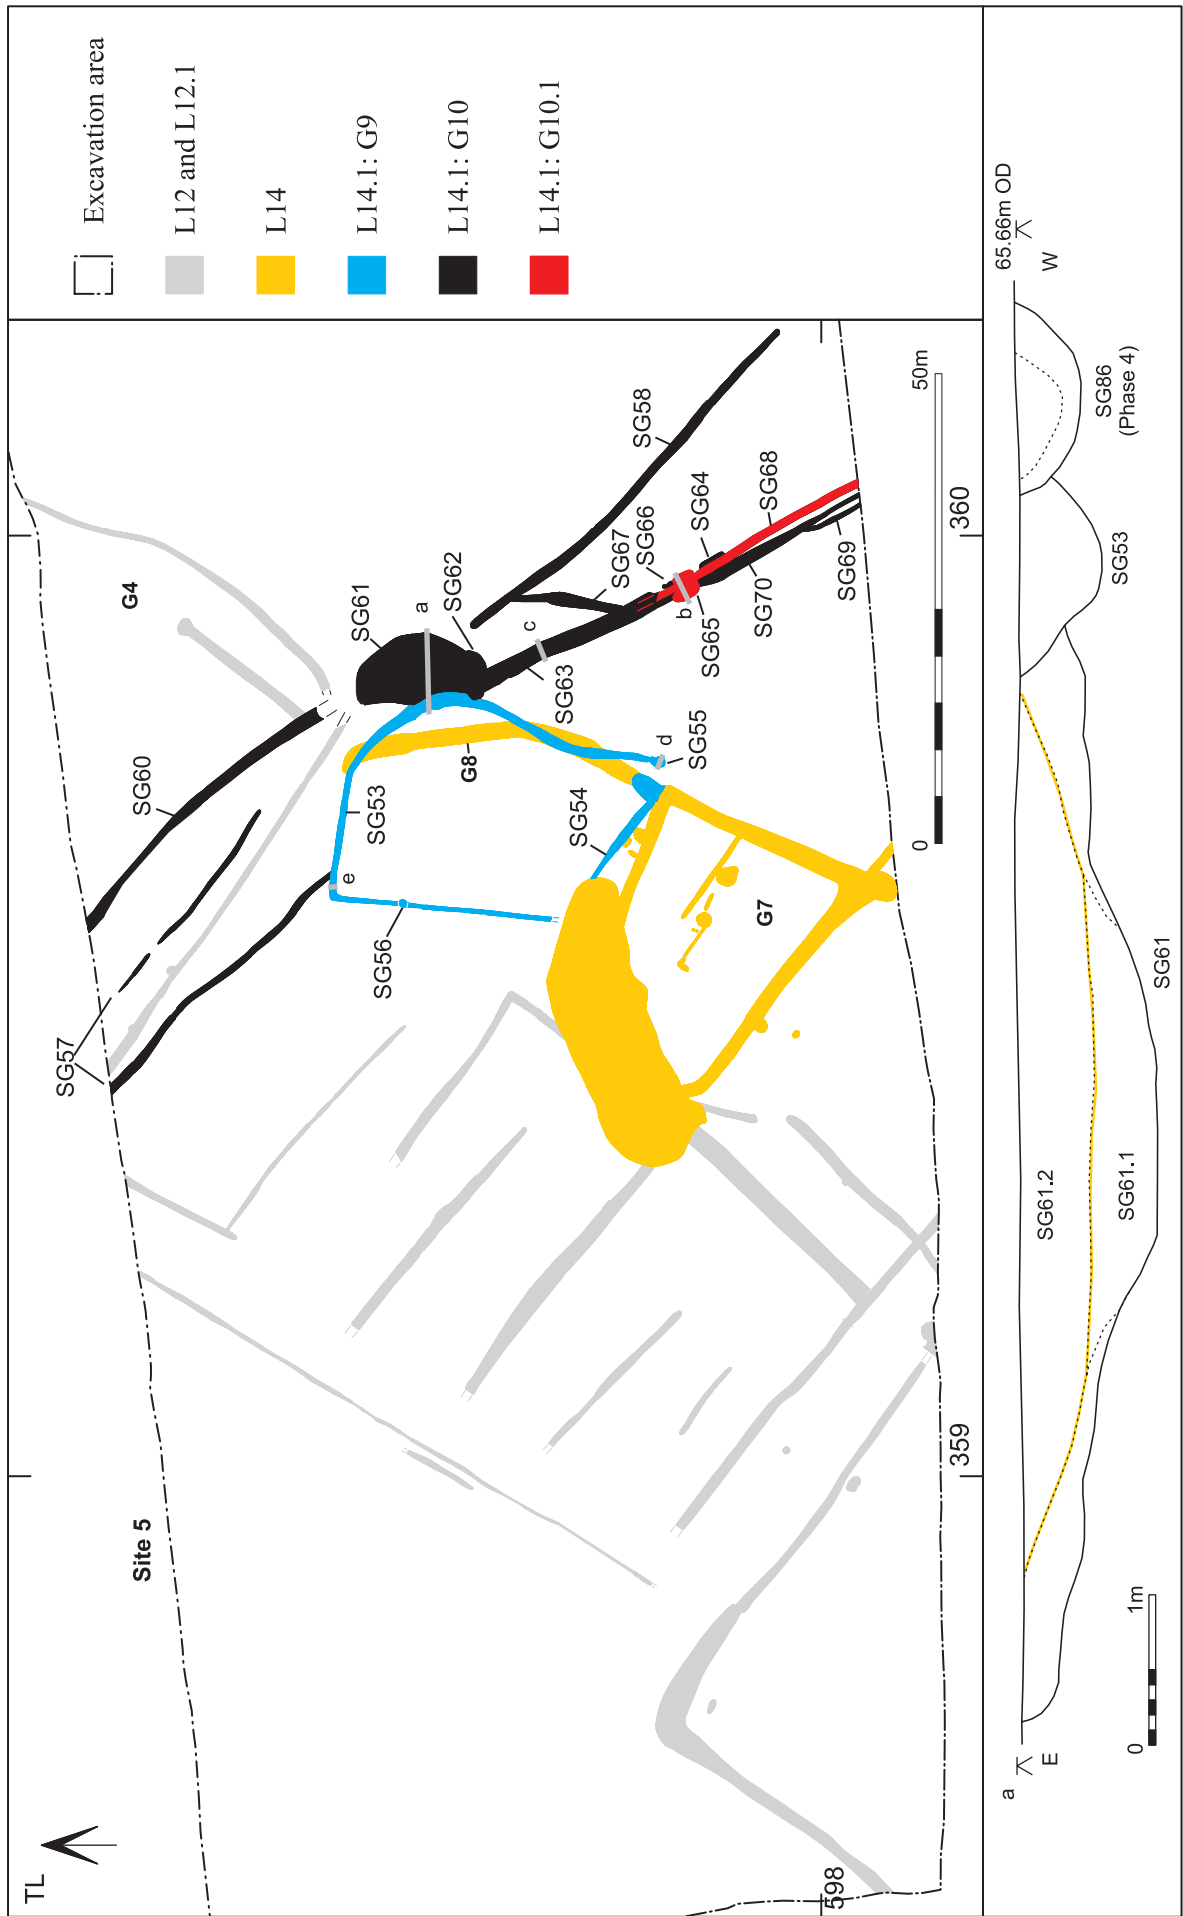 TL
Site 5
G4
SG57
SG60
SG61
a
SG62
SG53
e
SG56
G8
SG54
d
SG55
c
SG63
SG58
SG67
SG66
SG64
SG68
b
SG65
SG70
SG69
G7
598
359
360
0
50m
Excavation area
L12 and L12.1
L14
L14.1: G9
L14.1: G10
L14.1: G10.1
a
E
65.66m OD
W
SG61.2
SG61.1
SG61
SG53
SG86
(Phase 4)
0
1m